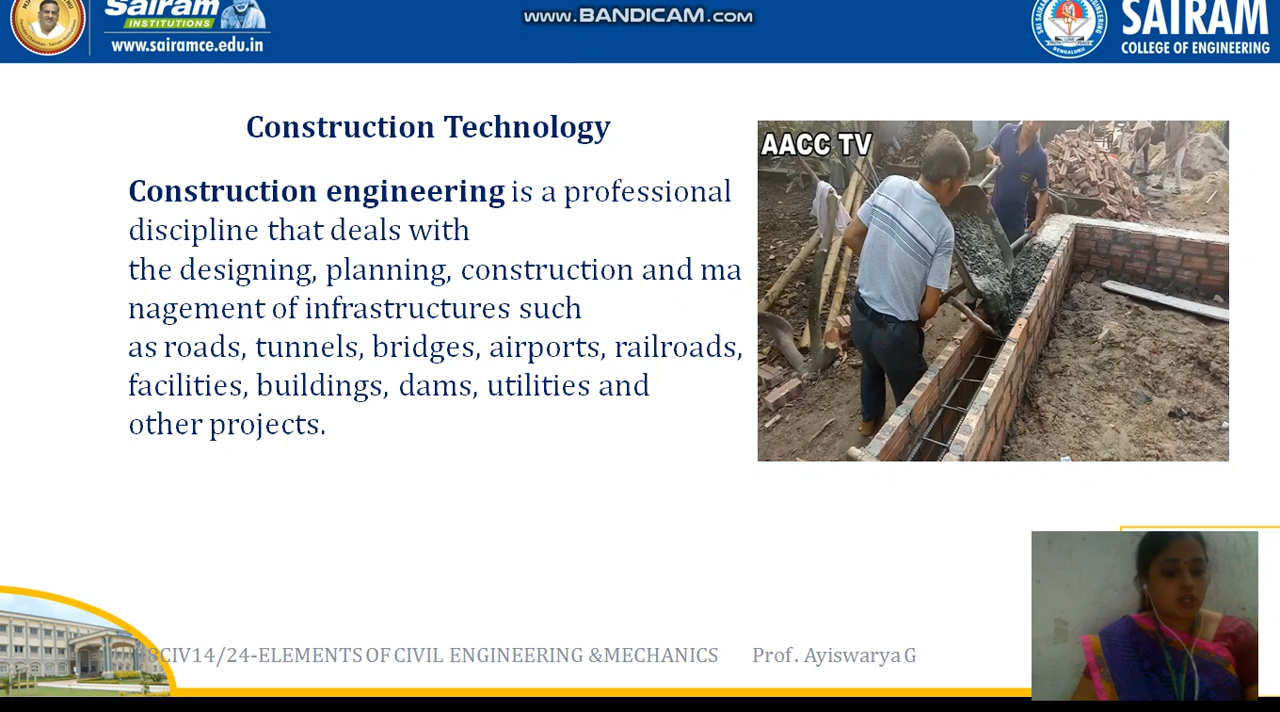 www.BANDICAM.com
Sairam
INSTITUTIONS
www.sairamce.edu.in
SAIRAM
COLLEGE OF ENGINEERING
BENGALURU
Construction Technology
Construction engineering is a professional
discipline that deals with
the designing, planning, construction and ma
nagement of infrastructures such
as roads, tunnels, bridges, airports, railroads,
facilities, buildings, dams, utilities and
other projects.
AACC TV
8CIV14/24-ELEMENTS OF CIVIL ENGINEERING &MECHANICS
Prof. Ayiswarya G